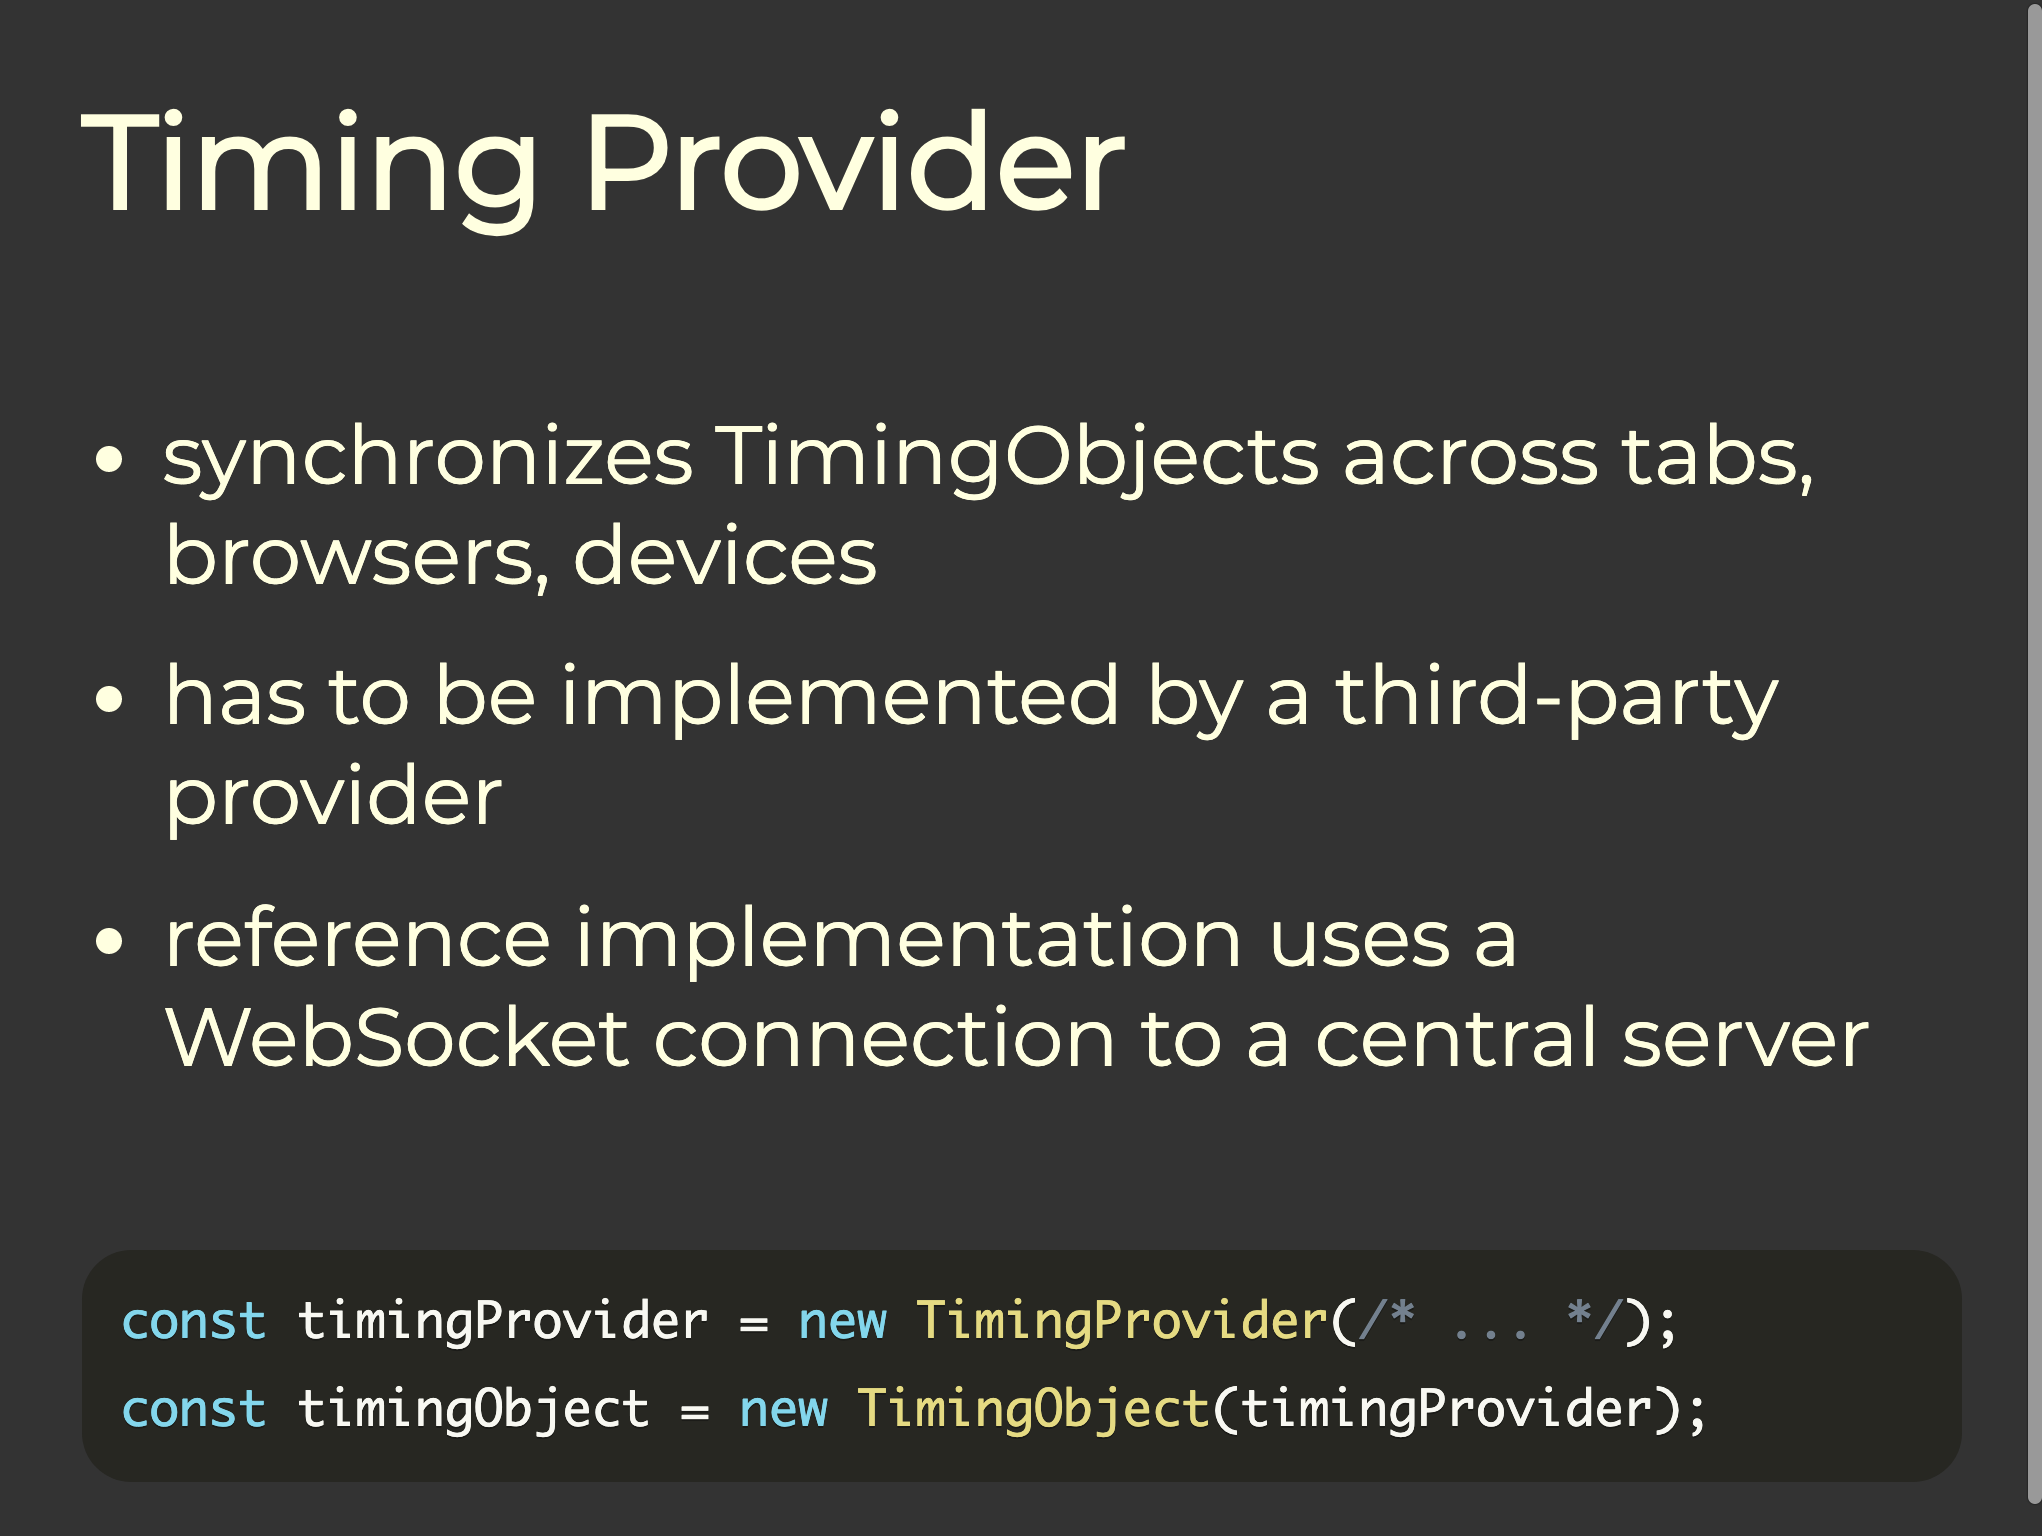 Timing Provider
• synchronizes TimingObjects across tabs,
browsers, devices
• has to be implemented by a third-party
provider
• reference implementation uses a
WebSocket connection to a central server
const timingProvider = new TimingProvider(/* ... */);
const timingObject = new TimingObject(timingProvider);